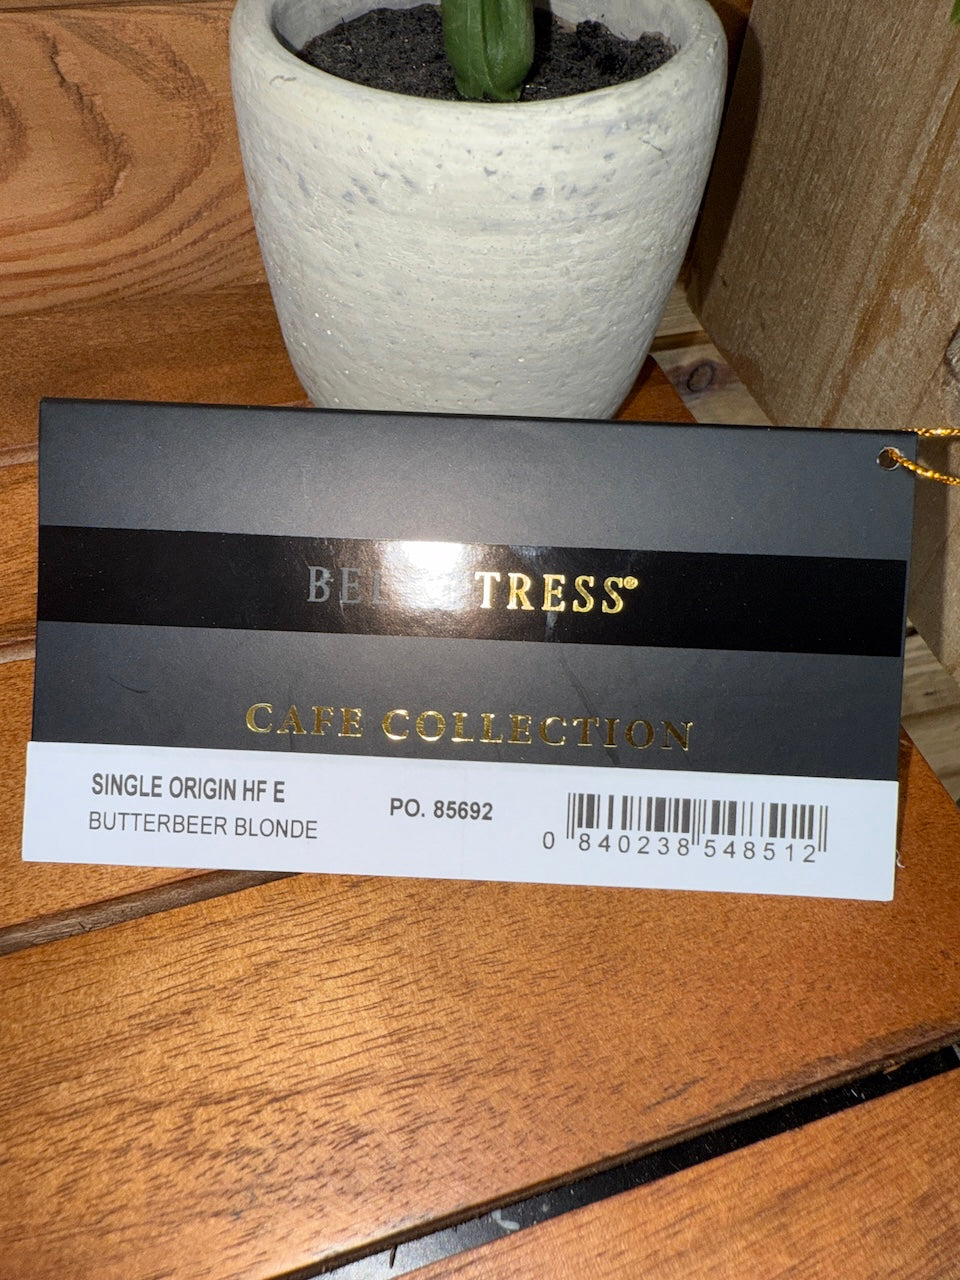 TRESS®
CAFE COLLECTION
SINGLE ORIGIN HF E
BUTTERBEER BLONDE
PO. 85692
0 840238 548512